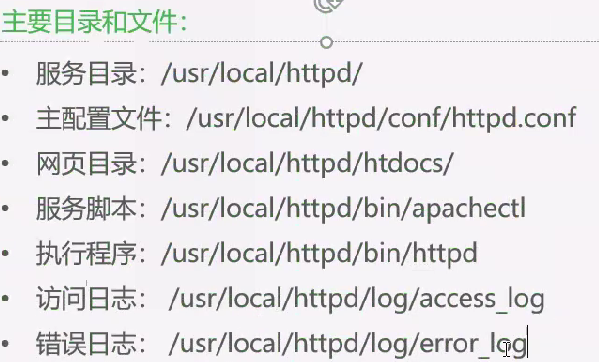 主要目录和文件：
• 服务目录：/usr/local/httpd/
• 主配置文件：/usr/local/httpd/conf/httpd.conf
• 网页目录：/usr/local/httpd/htdocs/
• 服务脚本：/usr/local/httpd/bin/apachectl
• 执行程序：/usr/local/httpd/bin/httpd
• 访问日志： /usr/local/httpd/log/access_log
• 错误日志：/usr/local/httpd/log/error_log